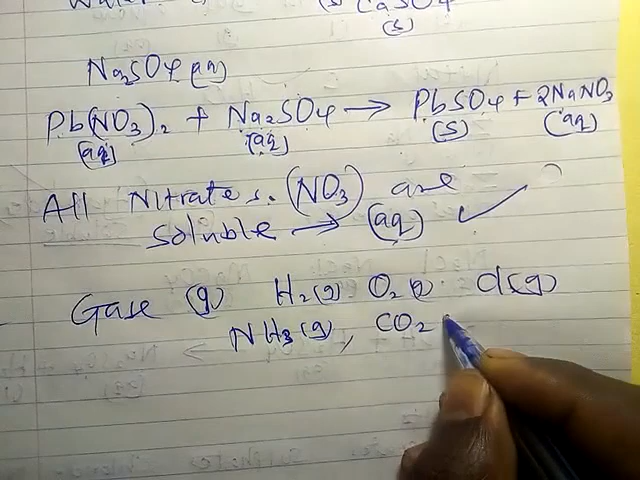 (s) CaSO4
(s)
Na2SO4 (aq)
Pb(NO3)2 + Na2SO4 → PbSO4 + 2NaNO3
(aq) (aq) (s) (aq)
All Nitrates. (NO3) are
soluble → (aq) ✓
Gase (g) H2(g) O2(g). Cl(g)
NH3(g), CO2